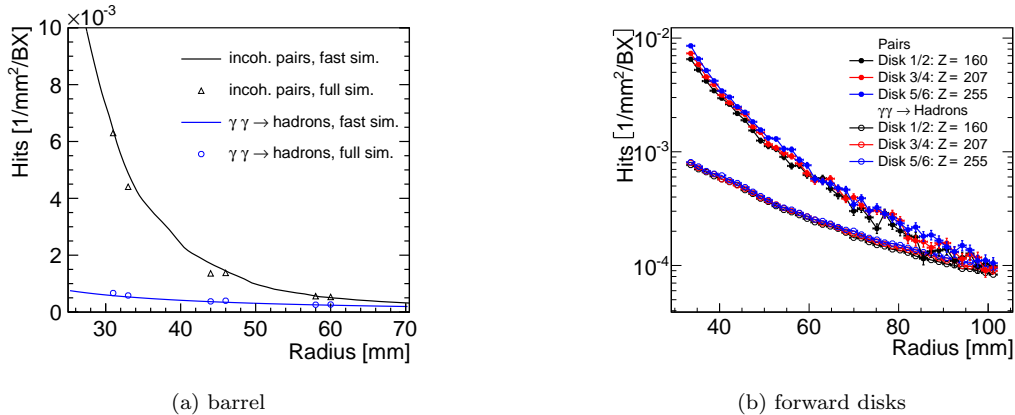 ×10⁻³
10
8
6
4
2
0
30 40 50 60 70
Hits [1/mm²/BX]
Radius [mm]
incoh. pairs, fast sim.
incoh. pairs, full sim.
γ γ → hadrons, fast sim.
γ γ → hadrons, full sim.
(a) barrel
10⁻²
10⁻³
10⁻⁴
40 60 80 100
Hits [1/mm²/BX]
Radius [mm]
Pairs
Disk 1/2: Z = 160
Disk 3/4: Z = 207
Disk 5/6: Z = 255
γγ → Hadrons
Disk 1/2: Z = 160
Disk 3/4: Z = 207
Disk 5/6: Z = 255
(b) forward disks